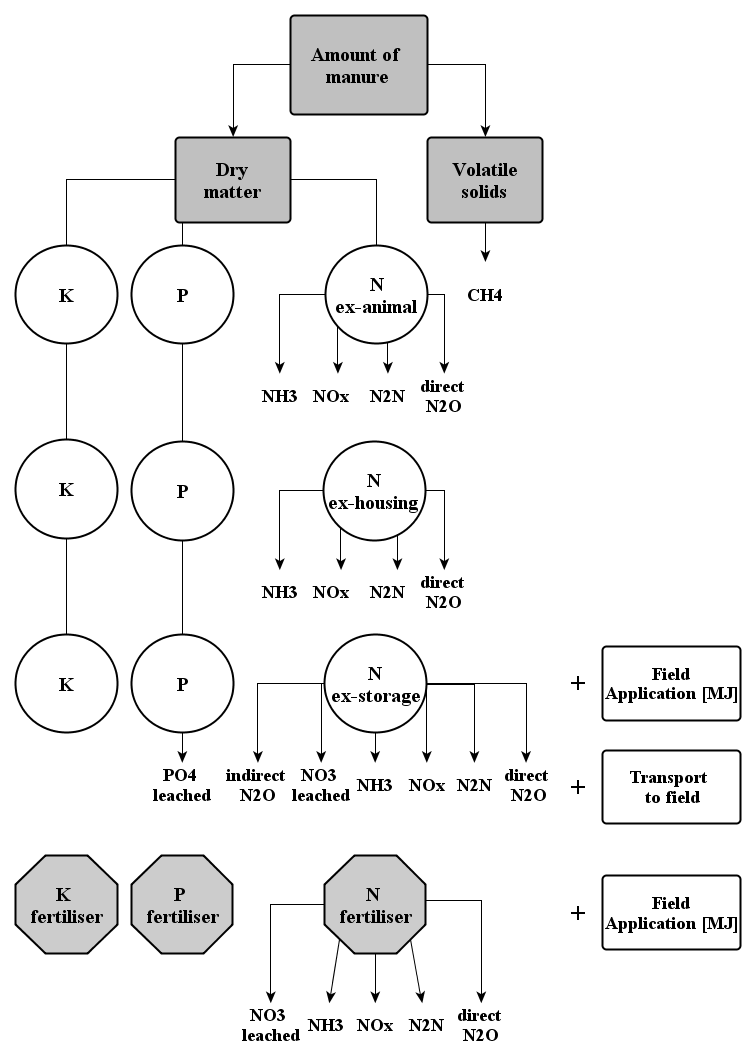 Amount of
manure
Dry
matter
Volatile
solids
K
P
N
ex-animal
CH4
NH3
NOx
N2N
direct
N2O
K
P
N
ex-housing
NH3
NOx
N2N
direct
N2O
K
P
N
ex-storage
+
Field
Application [MJ]
PO4
leached
indirect
N2O
NO3
leached
NH3
NOx
N2N
direct
N2O
+
Transport
to field
K
fertiliser
P
fertiliser
N
fertiliser
+
Field
Application [MJ]
NO3
leached
NH3
NOx
N2N
direct
N2O